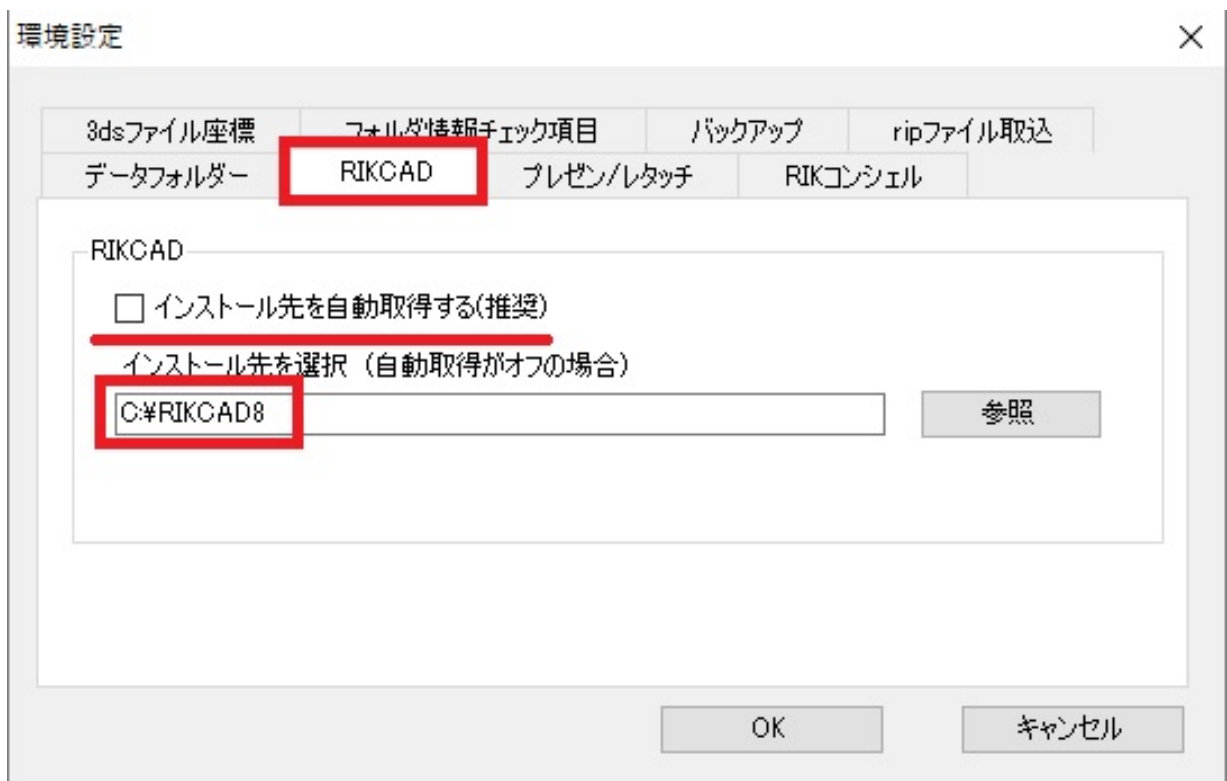 環境設定
3dsファイル座標 フォルダ情報チェック項目 バックアップ ripファイル取込
データフォルダー RIKCAD プレゼン/レタッチ RIKコンシェル
RIKCAD
インストール先を自動取得する(推奨)
インストール先を選択（自動取得がオフの場合）
C:¥RIKCAD8 参照
OK キャンセル